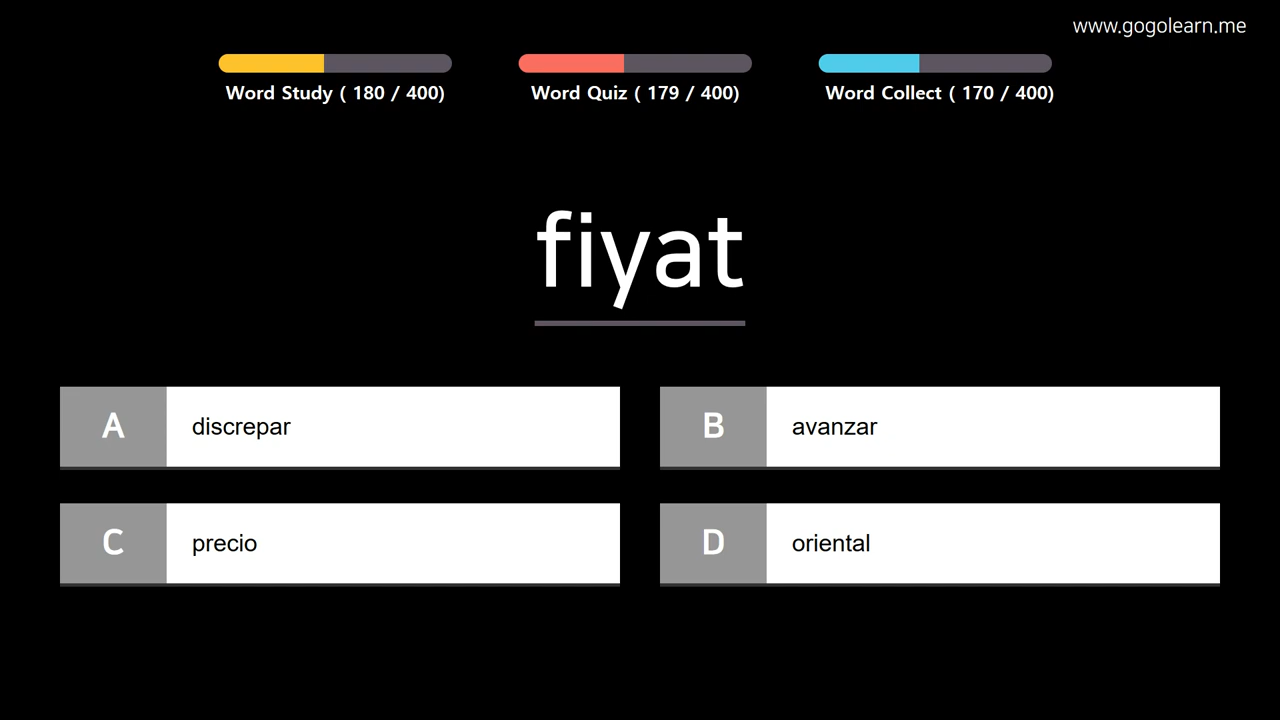 www.gogolearn.me
Word Study ( 180 / 400)
Word Quiz ( 179 / 400)
Word Collect ( 170 / 400)
fiyat
A discrepar
B avanzar
C precio
D oriental